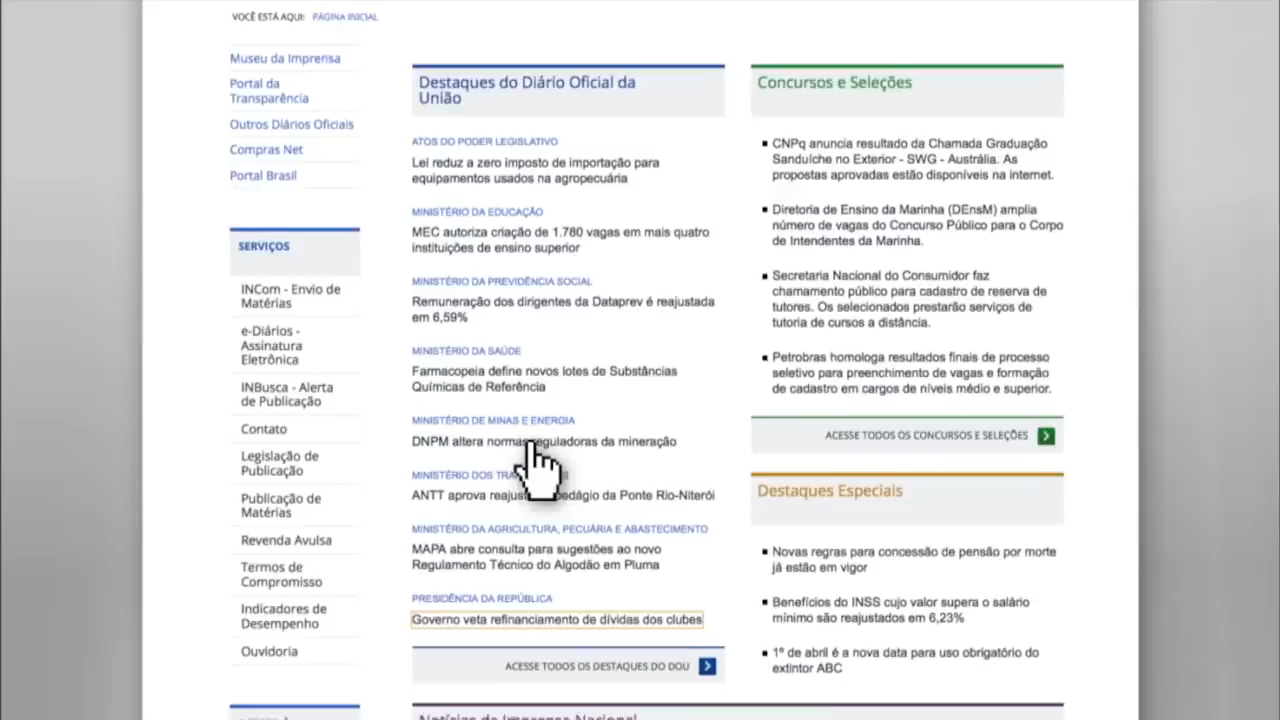 VOCÊ ESTÁ AQUI: PÁGINA INICIAL
Museu da Imprensa
Portal da
Transparência
Outros Diários Oficiais
Compras Net
Portal Brasil
SERVIÇOS
INCom - Envio de
Matérias
e-Diários -
Assinatura
Eletrônica
INBusca - Alerta
de Publicação
Contato
Legislação de
Publicação
Publicação de
Matérias
Revenda Avulsa
Termos de
Compromisso
Indicadores de
Desempenho
Ouvidoria
Destaques do Diário Oficial da
União
ATOS DO PODER LEGISLATIVO
Lei reduz a zero imposto de importação para
equipamentos usados na agropecuária
MINISTÉRIO DA EDUCAÇÃO
MEC autoriza criação de 1.780 vagas em mais quatro
instituições de ensino superior
MINISTÉRIO DA PREVIDÊNCIA SOCIAL
Remuneração dos dirigentes da Dataprev é reajustada
em 6,59%
MINISTÉRIO DA SAÚDE
Farmacopeia define novos lotes de Substâncias
Químicas de Referência
MINISTÉRIO DE MINAS E ENERGIA
DNPM altera normas reguladoras da mineração
MINISTÉRIO DOS
ANTT aprova pedágio da Ponte Rio-Niterói
MINISTÉRIO DA AGRICULTURA, PECUÁRIA E ABASTECIMENTO
MAPA abre consulta para sugestões ao novo
Regulamento Técnico do Algodão em Pluma
PRESIDÊNCIA DA REPÚBLICA
Governo veta refinanciamento de dívidas dos clubes
ACESSE TODOS OS DESTAQUES DO DOU
Notícias da Imprensa Nacional
Concursos e Seleções
CNPq anuncia resultado da Chamada Graduação
Sanduíche no Exterior - SWG - Austrália. As
propostas aprovadas estão disponíveis na internet.
Diretoria de Ensino da Marinha (DEnsM) amplia
número de vagas do Concurso Público para o Corpo
de Intendentes da Marinha.
Secretaria Nacional do Consumidor faz
chamamento público para cadastro de reserva de
tutores. Os selecionados prestarão serviços de
tutoria de cursos a distância.
Petrobras homologa resultados finais de processo
seletivo para preenchimento de vagas e formação
de cadastro em cargos de níveis médio e superior.
ACESSE TODOS OS CONCURSOS E SELEÇÕES
Destaques Especiais
Novas regras para concessão de pensão por morte
já estão em vigor
Benefícios do INSS cujo valor supera o salário
mínimo são reajustados em 6,23%
1º de abril é a nova data para uso obrigatório do
extintor ABC